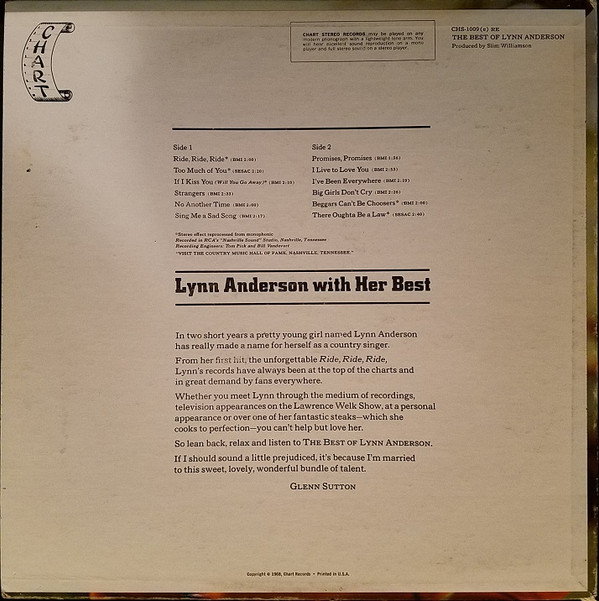 CHART
CHART STEREO RECORDS may be played on any
modern phonograph with a lightweight tone arm. You
will hear excellent sound reproduction on a mono
player and full stereo sound on a stereo player.
CHS-1009(e) RE
THE BEST OF LYNN ANDERSON
Produced by Slim Williamson
Side 1
Ride, Ride, Ride* (BMI 2:00)
Too Much of You* (SESAC 2:20)
If I Kiss You (Will You Go Away)* (BMI 2:10)
Strangers (BMI 2:33)
No Another Time (BMI 2:00)
Sing Me a Sad Song (BMI 2:17)
Side 2
Promises, Promises (BMI 1:56)
I Live to Love You (BMI 2:53)
I've Been Everywhere (BMI 2:25)
Big Girls Don't Cry (BMI 2:38)
Beggars Can't Be Choosers* (BMI 2:08)
There Oughta Be a Law* (SESAC 2:40)
*Stereo effect reprocessed from monophonic
Recorded in RCA's "Nashville Sound" Studio, Nashville, Tennessee
Recording Engineers: Tom Pick and Bill Vandevort
"VISIT THE COUNTRY MUSIC HALL OF FAME, NASHVILLE, TENNESSEE"
Lynn Anderson with Her Best
In two short years a pretty young girl named Lynn Anderson
has really made a name for herself as a country singer.
From her first hit, the unforgettable Ride, Ride, Ride,
Lynn's records have always been at the top of the charts and
in great demand by fans everywhere.
Whether you meet Lynn through the medium of recordings,
television appearances on the Lawrence Welk Show, at a personal
appearance or over one of her fantastic steaks—which she
cooks to perfection—you can't help but love her.
So lean back, relax and listen to THE BEST OF LYNN ANDERSON.
If I should sound a little prejudiced, it's because I'm married
to this sweet, lovely, wonderful bundle of talent.
GLENN SUTTON
Copyright © 1968, Chart Records • Printed in U.S.A.